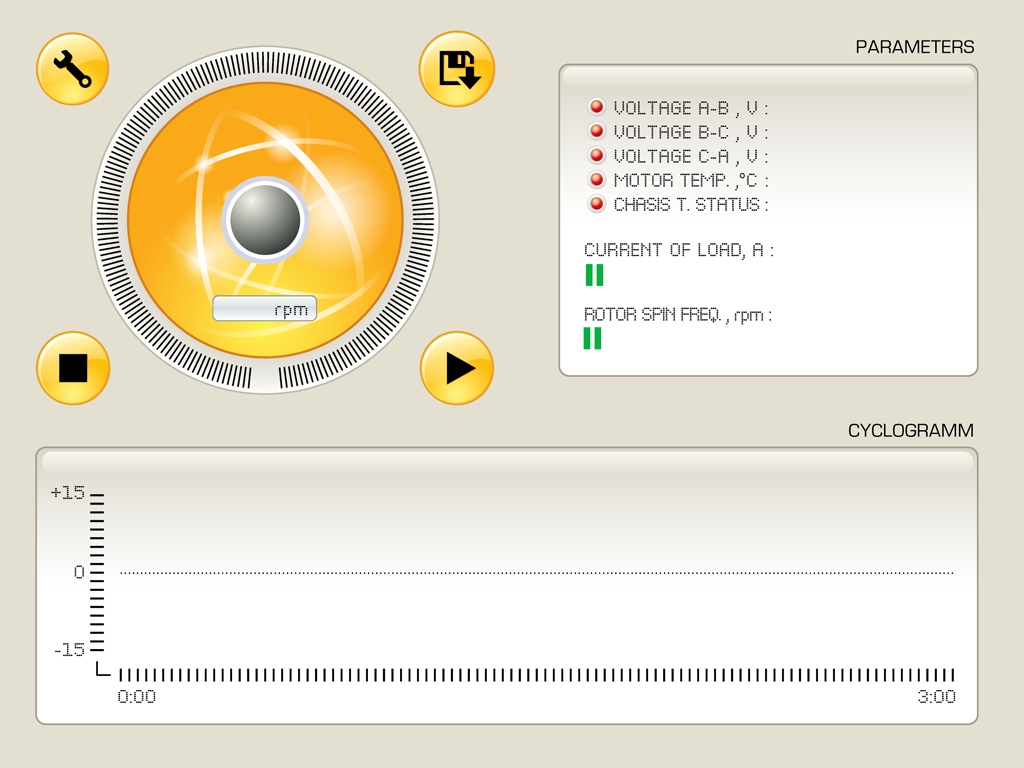 PARAMETERS
VOLTAGE A-B , V :
VOLTAGE B-C , V :
VOLTAGE C-A , V :
MOTOR TEMP. ,°C :
CHASIS T. STATUS :
CURRENT OF LOAD, A :
ROTOR SPIN FREQ. , rpm :
rpm
CYCLOGRAMM
+15
0
-15
0:00 3:00